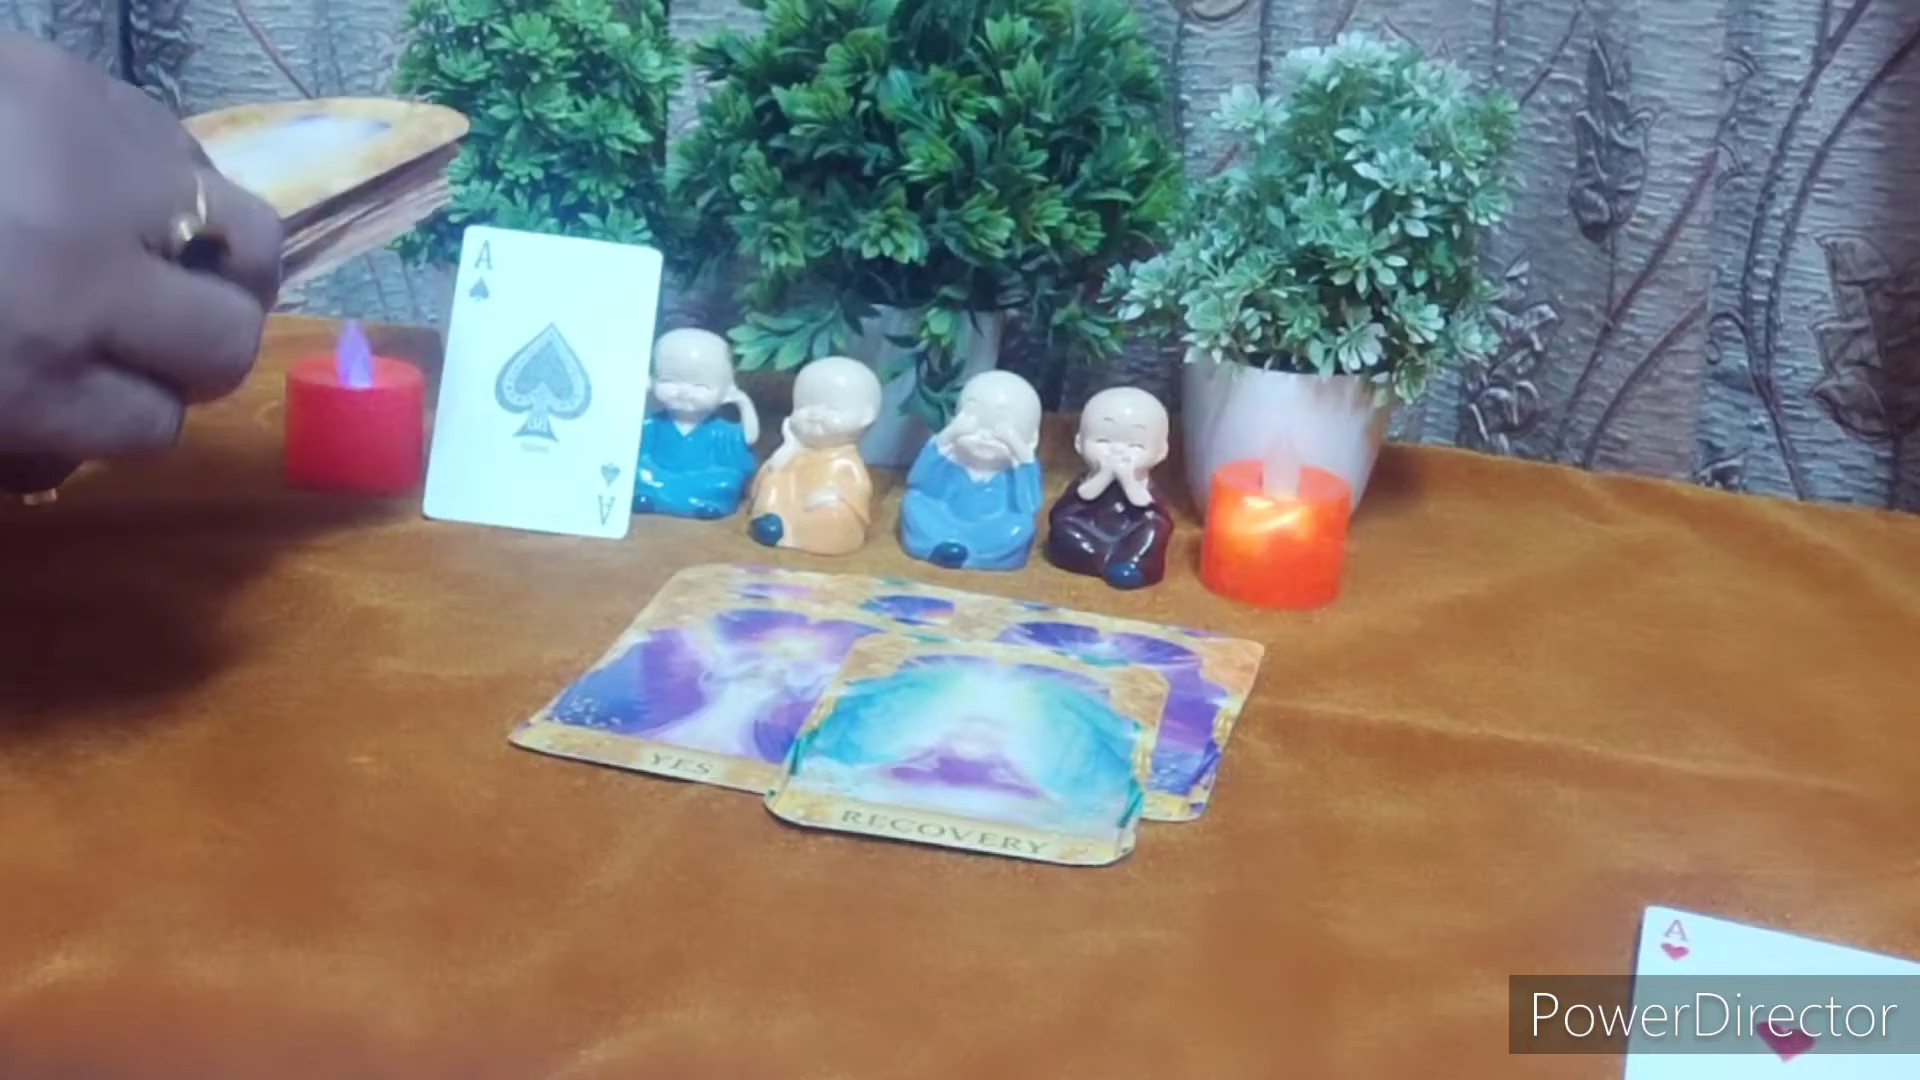 A
A
YES
RECOVERY
A
PowerDirector